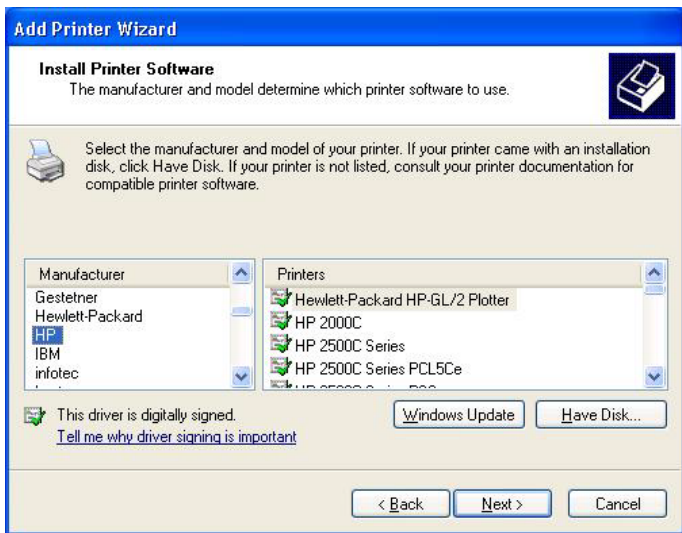 Add Printer Wizard
Install Printer Software
The manufacturer and model determine which printer software to use.
Select the manufacturer and model of your printer. If your printer came with an installation
disk, click Have Disk. If your printer is not listed, consult your printer documentation for
compatible printer software.
Manufacturer
Gestetner
Hewlett-Packard
HP
IBM
infotec
Printers
Hewlett-Packard HP-GL/2 Plotter
HP 2000C
HP 2500C Series
HP 2500C Series PCL5Ce
This driver is digitally signed.
Tell me why driver signing is important
Windows Update
Have Disk...
< Back
Next >
Cancel